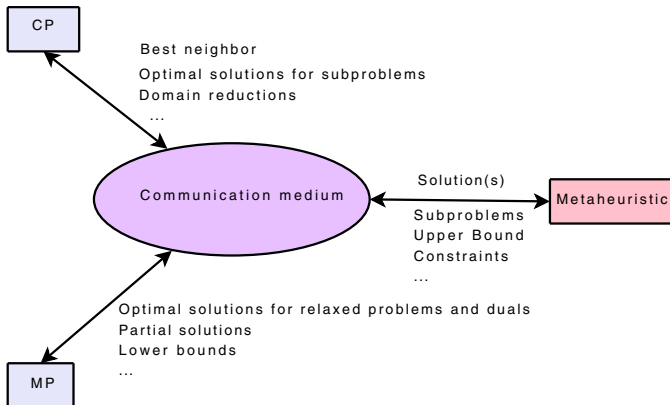 CP
Best neighbor
Optimal solutions for subproblems
Domain reductions
...
Communication medium
Solution(s)
Subproblems
Upper Bound
Constraints
...
Metaheuristic
Optimal solutions for relaxed problems and duals
Partial solutions
Lower bounds
...
MP